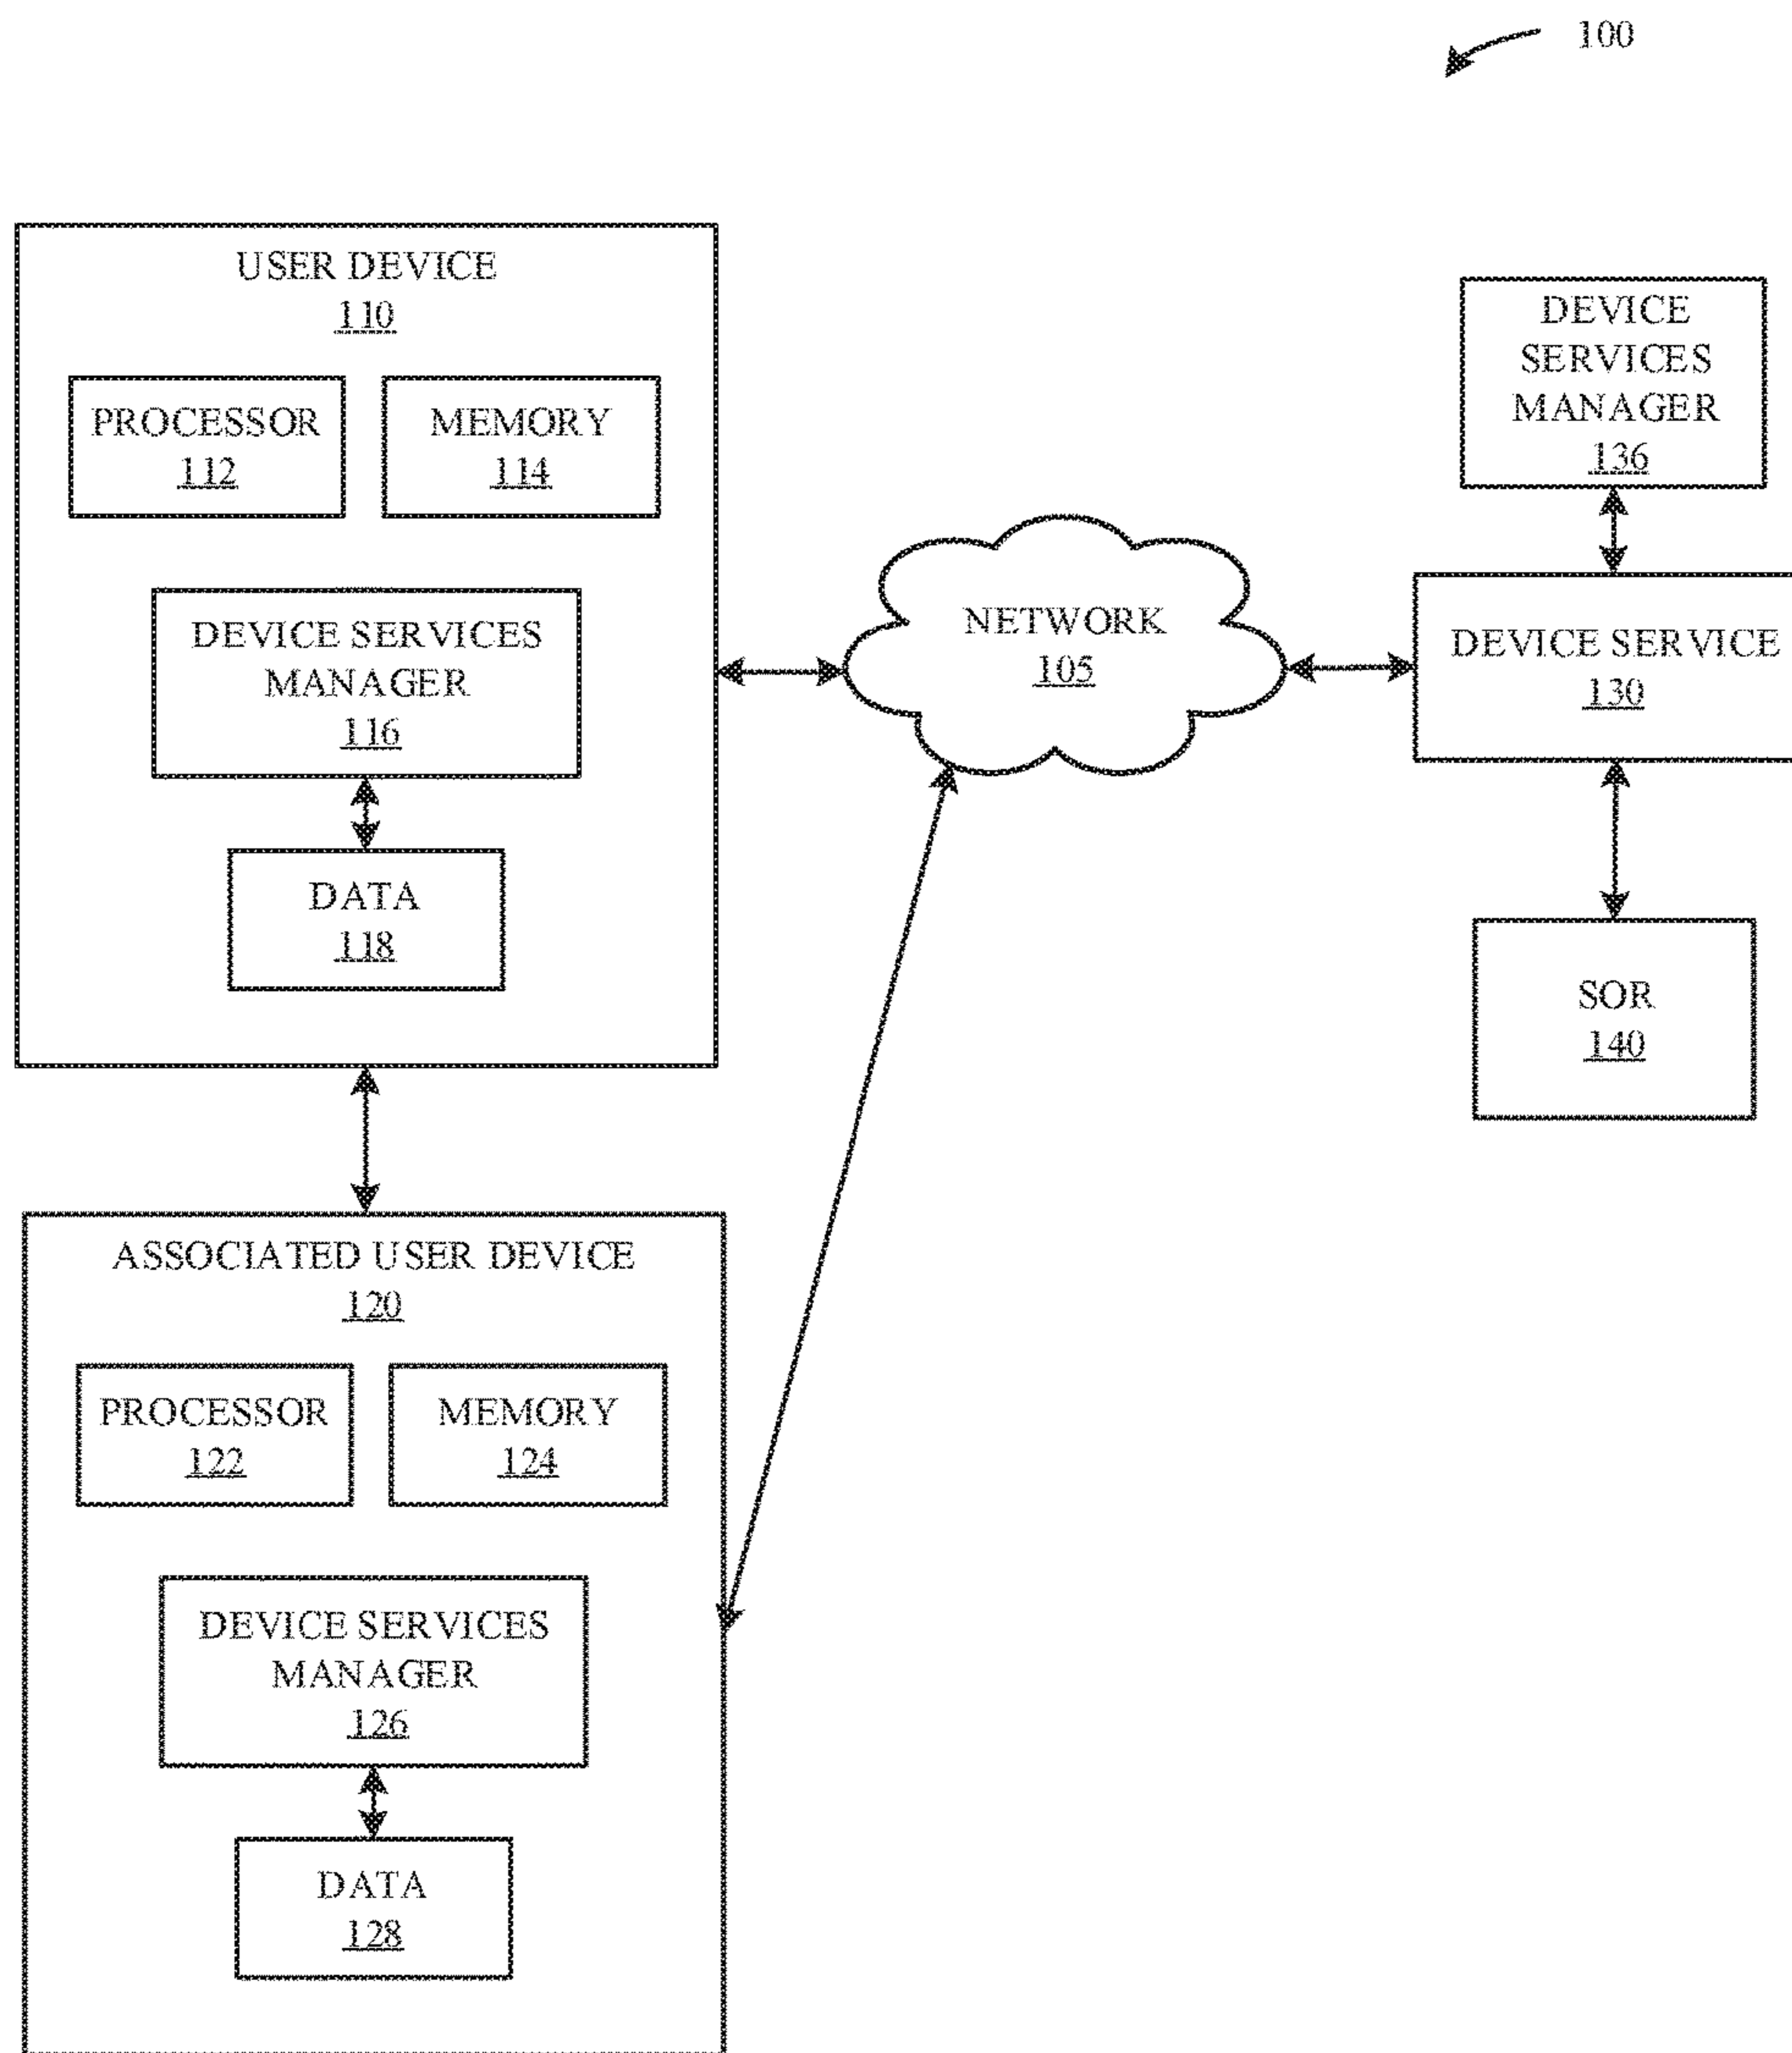 100
USER DEVICE
110
PROCESSOR
112
MEMORY
114
DEVICE SERVICES
MANAGER
116
DATA
118
NETWORK
105
DEVICE
SERVICES
MANAGER
136
DEVICE SERVICE
130
SOR
140
ASSOCIATED USER DEVICE
120
PROCESSOR
122
MEMORY
124
DEVICE SERVICES
MANAGER
126
DATA
128